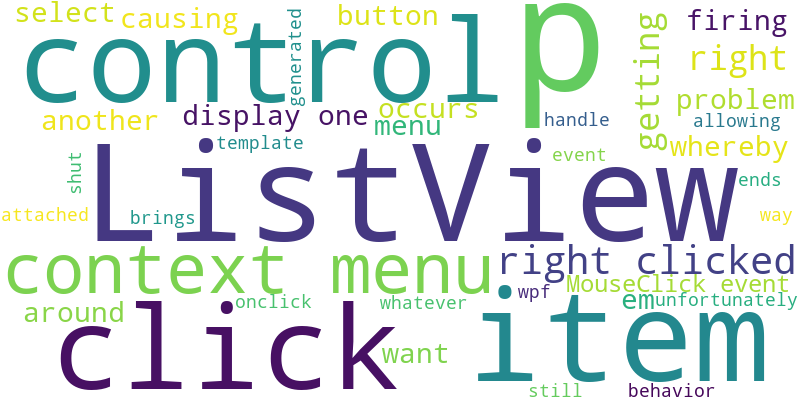 select
causing
generated
button
control
p
getting
firing
right
problem
another
display one
occurs
menu
handle
allowing
template
event
whereby
shut
ListView
ends
attached
brings
way
context menu
right clicked
MouseClick event
wpf
em
unfortunately
around
onclick
whatever
click
item
want
still
behavior